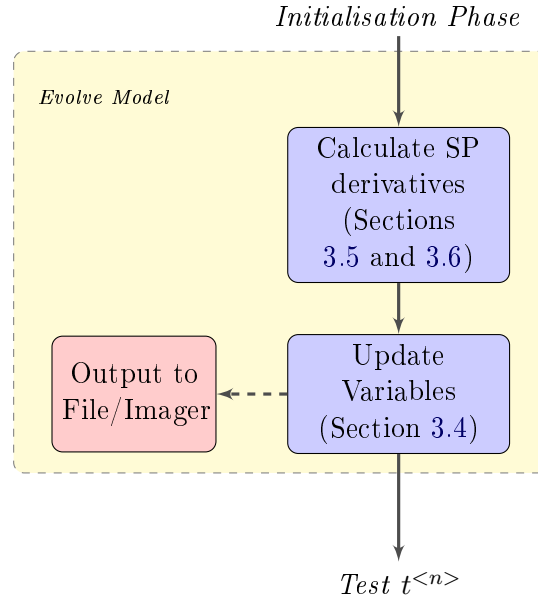 Initialisation Phase
Evolve Model
Calculate SP
derivatives
(Sections
3.5 and 3.6)
Update
Variables
(Section 3.4)
Output to
File/Imager
Test t^{<n>}